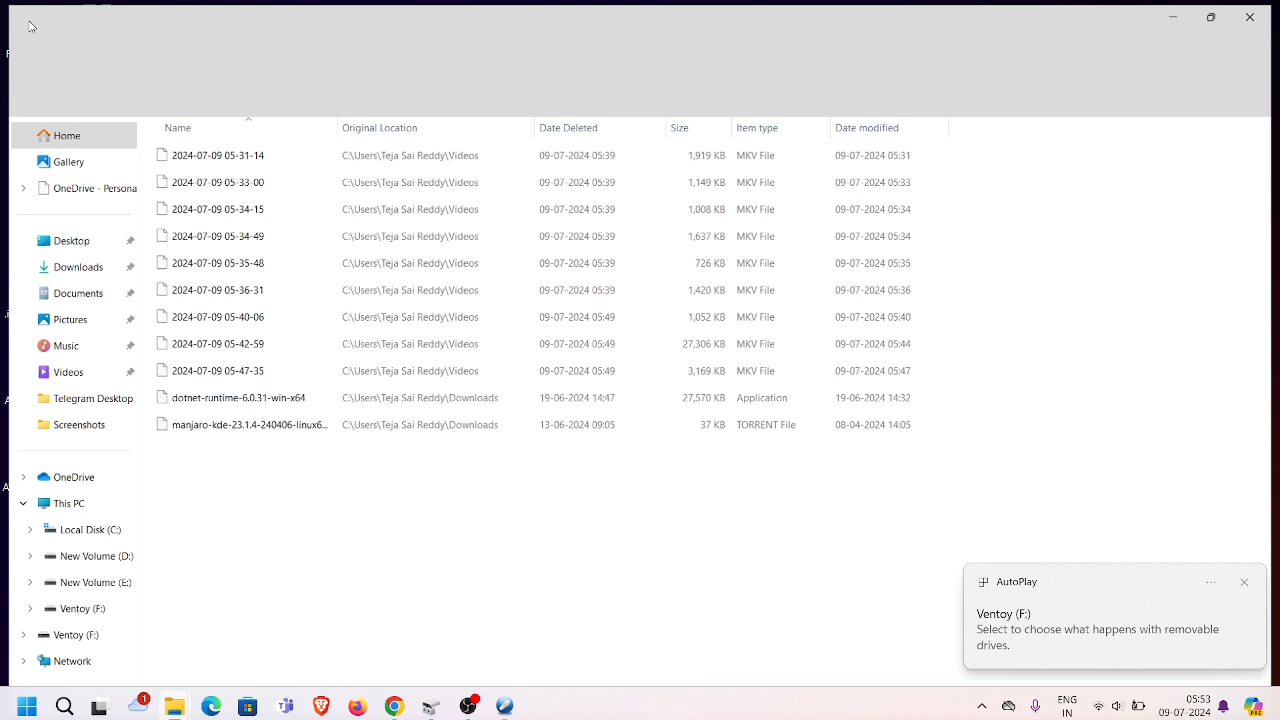 Home
Gallery
OneDrive - Persona
Desktop
Downloads
Documents
Pictures
Music
Videos
Telegram Desktop
Screenshots
OneDrive
This PC
Local Disk (C:)
New Volume (D:)
New Volume (E:)
Ventoy (F:)
Ventoy (F:)
Network
Name Original Location Date Deleted Size Item type Date modified
2024-07-09 05-31-14 C:\Users\Teja Sai Reddy\Videos 09-07-2024 05:39 1,919 KB MKV File 09-07-2024 05:31
2024-07-09 05-33-00 C:\Users\Teja Sai Reddy\Videos 09-07-2024 05:39 1,149 KB MKV File 09-07-2024 05:33
2024-07-09 05-34-15 C:\Users\Teja Sai Reddy\Videos 09-07-2024 05:39 1,008 KB MKV File 09-07-2024 05:34
2024-07-09 05-34-49 C:\Users\Teja Sai Reddy\Videos 09-07-2024 05:39 1,637 KB MKV File 09-07-2024 05:34
2024-07-09 05-35-48 C:\Users\Teja Sai Reddy\Videos 09-07-2024 05:39 726 KB MKV File 09-07-2024 05:35
2024-07-09 05-36-31 C:\Users\Teja Sai Reddy\Videos 09-07-2024 05:39 1,420 KB MKV File 09-07-2024 05:36
2024-07-09 05-40-06 C:\Users\Teja Sai Reddy\Videos 09-07-2024 05:49 1,052 KB MKV File 09-07-2024 05:40
2024-07-09 05-42-59 C:\Users\Teja Sai Reddy\Videos 09-07-2024 05:49 27,306 KB MKV File 09-07-2024 05:44
2024-07-09 05-47-35 C:\Users\Teja Sai Reddy\Videos 09-07-2024 05:49 3,169 KB MKV File 09-07-2024 05:47
dotnet-runtime-6.0.31-win-x64 C:\Users\Teja Sai Reddy\Downloads 19-06-2024 14:47 27,570 KB Application 19-06-2024 14:32
manjaro-kde-23.1.4-240406-linux6... C:\Users\Teja Sai Reddy\Downloads 13-06-2024 09:05 37 KB TORRENT File 08-04-2024 14:05
AutoPlay
Ventoy (F:)
Select to choose what happens with removable
drives.
1
ENG
IN
05:53
09-07-2024
PRE